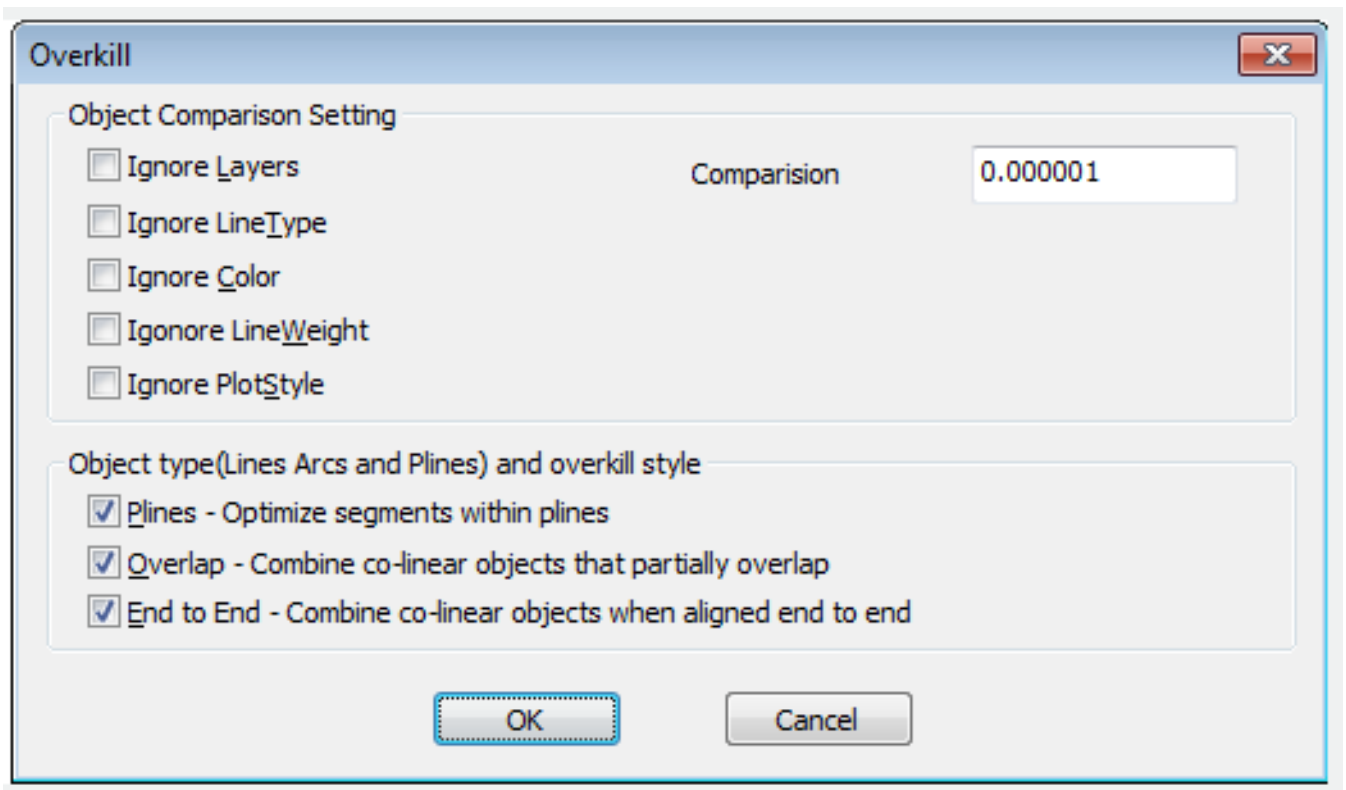 Overkill
Object Comparison Setting
Ignore Layers
Comparision 0.000001
Ignore LineType
Ignore Color
Igonore LineWeight
Ignore PlotStyle
Object type(Lines Arcs and Plines) and overkill style
Plines - Optimize segments within plines
Overlap - Combine co-linear objects that partially overlap
End to End - Combine co-linear objects when aligned end to end
OK Cancel